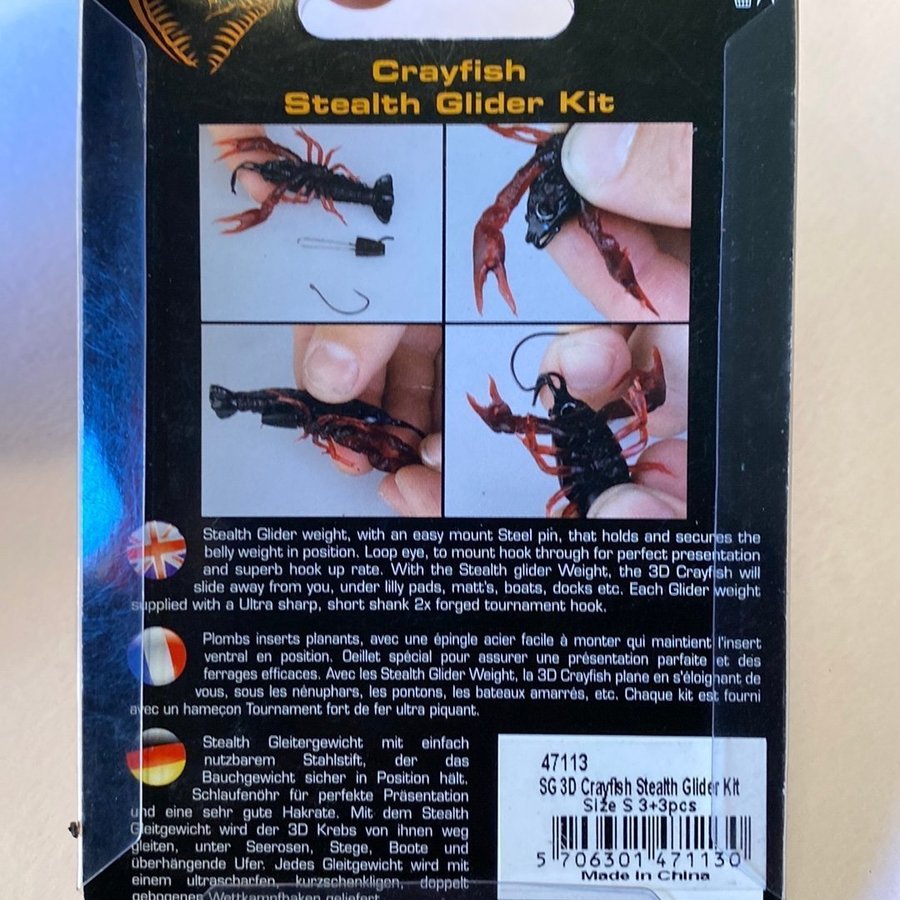 Crayfish
Stealth Glider Kit
Stealth Glider weight, with an easy mount Steel pin, that holds and secures the
belly weight in position. Loop eye, to mount hook through for perfect presentation
and superb hook up rate. With the Stealth glider Weight, the 3D Crayfish will
slide away from you, under lilly pads, matt's, boats, docks etc. Each Glider weight
supplied with a Ultra sharp, short shank 2x forged tournament hook.
Plombs inserts planants, avec une épingle acier facile à monter qui maintient l'insert
ventral en position. Oeillet spécial pour assurer une présentation parfaite et des
ferrages efficaces. Avec les Stealth Glider Weight, la 3D Crayfish plane en s'éloignant de
vous, sous les nénuphars, les pontons, les bateaux amarrés, etc. Chaque kit est fourni
avec un hameçon Tournament fort de fer ultra piquant.
Stealth Gleitergewicht mit einfach
nutzbarem Stahlstift, der das
Bauchgewicht sicher in Position hält.
Schlaufenöhr für perfekte Präsentation
und eine sehr gute Hakrate. Mit dem Stealth
Gleitgewicht wird der 3D Krebs von ihnen weg
gleiten, unter Seerosen, Stege, Boote und
überhängende Ufer. Jedes Gleitgewicht wird mit
einem ultrascharfen, kurzschenkligen, doppelt
gebogenen Wettkampfhaken geliefert.
47113
SG 3D Crayfish Stealth Glider Kit
Size S 3+3pcs
5 706301 471130
Made In China